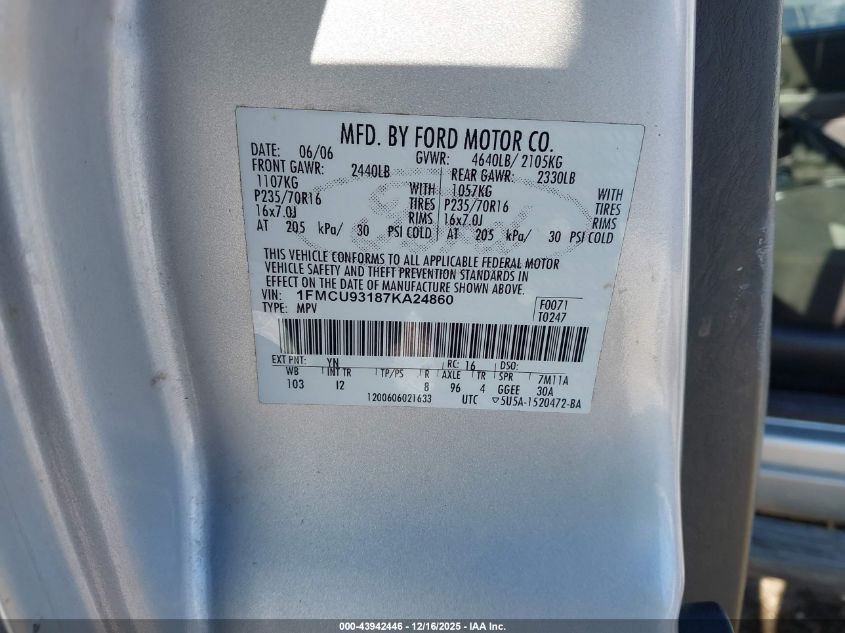 MFD. BY FORD MOTOR CO.
DATE: 06/06 GVWR: 4640LB/ 2105KG
FRONT GAWR: 2440LB REAR GAWR: 2330LB
1107KG WITH 1057KG WITH
P235/70R16 TIRES P235/70R16 TIRES
16x7.0J RIMS 16x7.0J RIMS
AT 205 kPa/ 30 PSI COLD AT 205 kPa/ 30 PSI COLD
THIS VEHICLE CONFORMS TO ALL APPLICABLE FEDERAL MOTOR
VEHICLE SAFETY AND THEFT PREVENTION STANDARDS IN
EFFECT ON THE DATE OF MANUFACTURE SHOWN ABOVE.
VIN: 1FMCU93187KA24860 F0071
TYPE: MPV T0247
EXT PNT: YN RC: 16 DSO:
WB INT TR TP/PS R AXLE TR SPR 7M11A
103 12 8 96 4 GGEE 30A
1200606021633 UTC ▽5U5A-1520472-BA
000-43942446 - 12/16/2025 - IAA Inc.